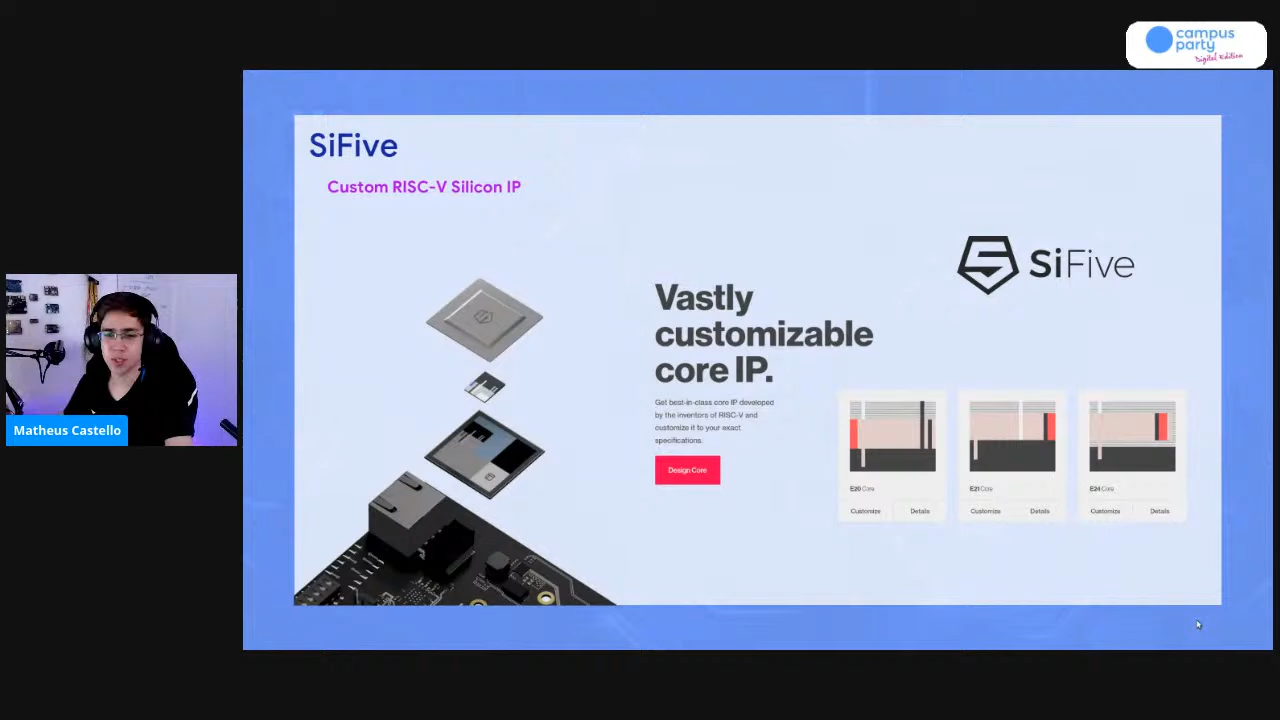 campus
party
Digital Edition
SiFive
Custom RISC-V Silicon IP
SiFive
Vastly
customizable
core IP.
Get best-in-class core IP developed
by the inventors of RISC-V and
customize it to your exact
specifications.
Design Core
E20 Core
Customize Details
E21 Core
Customize Details
E24 Core
Customize Details
Matheus Castello